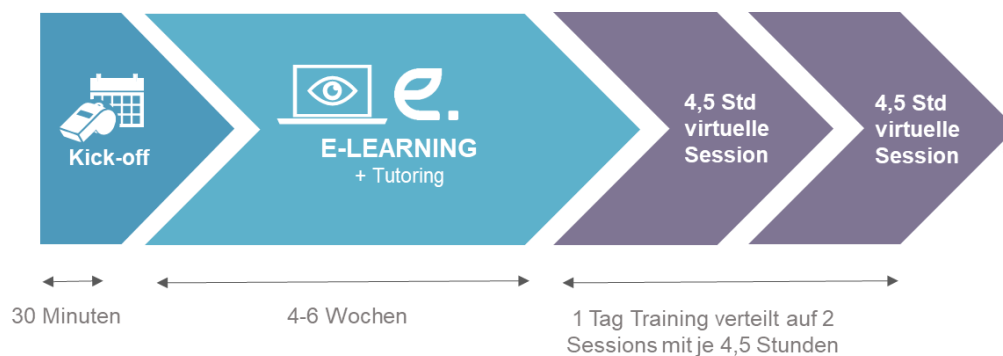 Kick-off
e.
E-LEARNING
+ Tutoring
4,5 Std
virtuelle
Session
4,5 Std
virtuelle
Session
30 Minuten
4-6 Wochen
1 Tag Training verteilt auf 2
Sessions mit je 4,5 Stunden